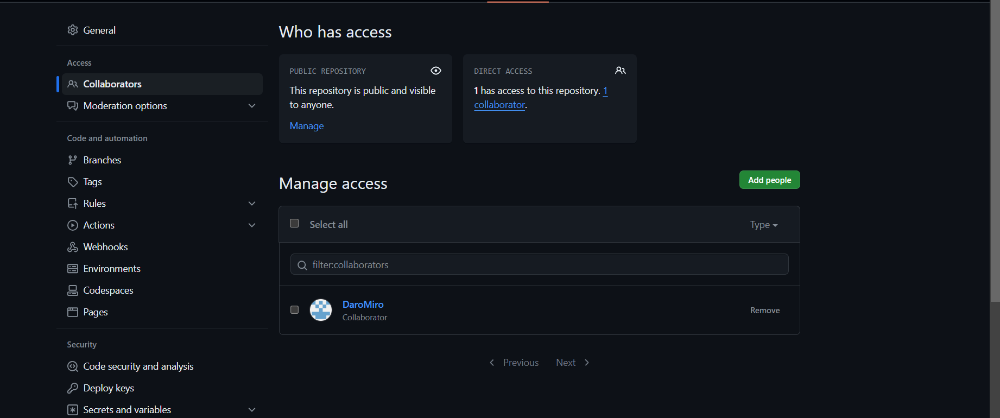 General
Access
Collaborators
Moderation options
Code and automation
Branches
Tags
Rules
Actions
Webhooks
Environments
Codespaces
Pages
Security
Code security and analysis
Deploy keys
Secrets and variables
Who has access
PUBLIC REPOSITORY
This repository is public and visible
to anyone.
Manage
DIRECT ACCESS
1 has access to this repository. 1
collaborator.
Manage access
Add people
Select all
Type
filter:collaborators
DaroMiro
Collaborator
Remove
Previous
Next